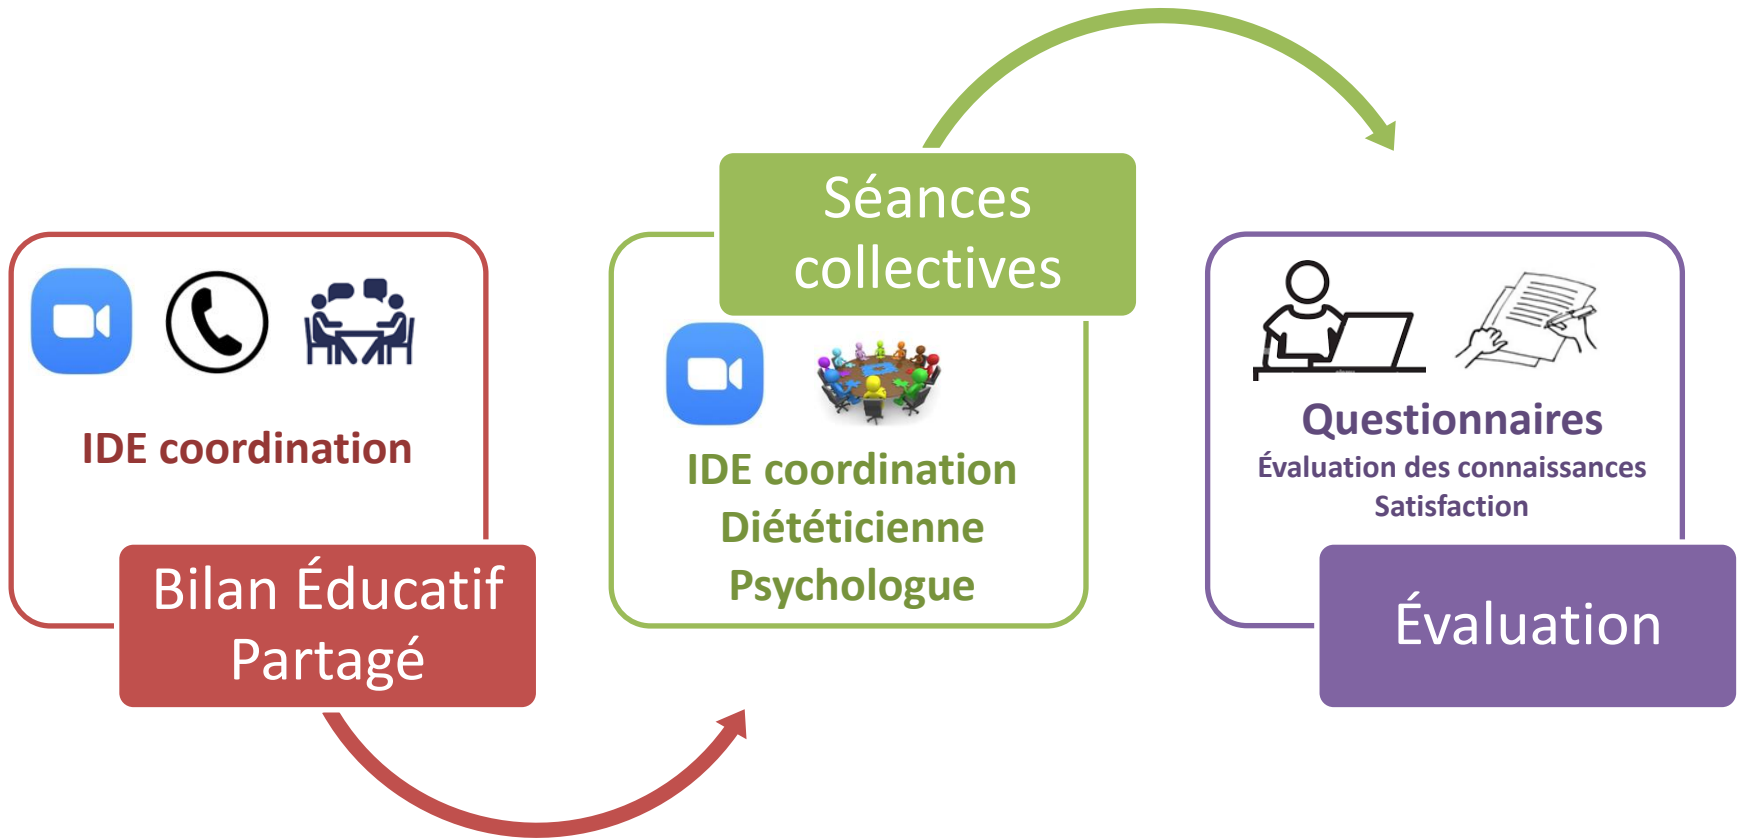 IDE coordination
Bilan Éducatif
Partagé
Séances
collectives
IDE coordination
Diététicienne
Psychologue
Questionnaires
Évaluation des connaissances
Satisfaction
Évaluation